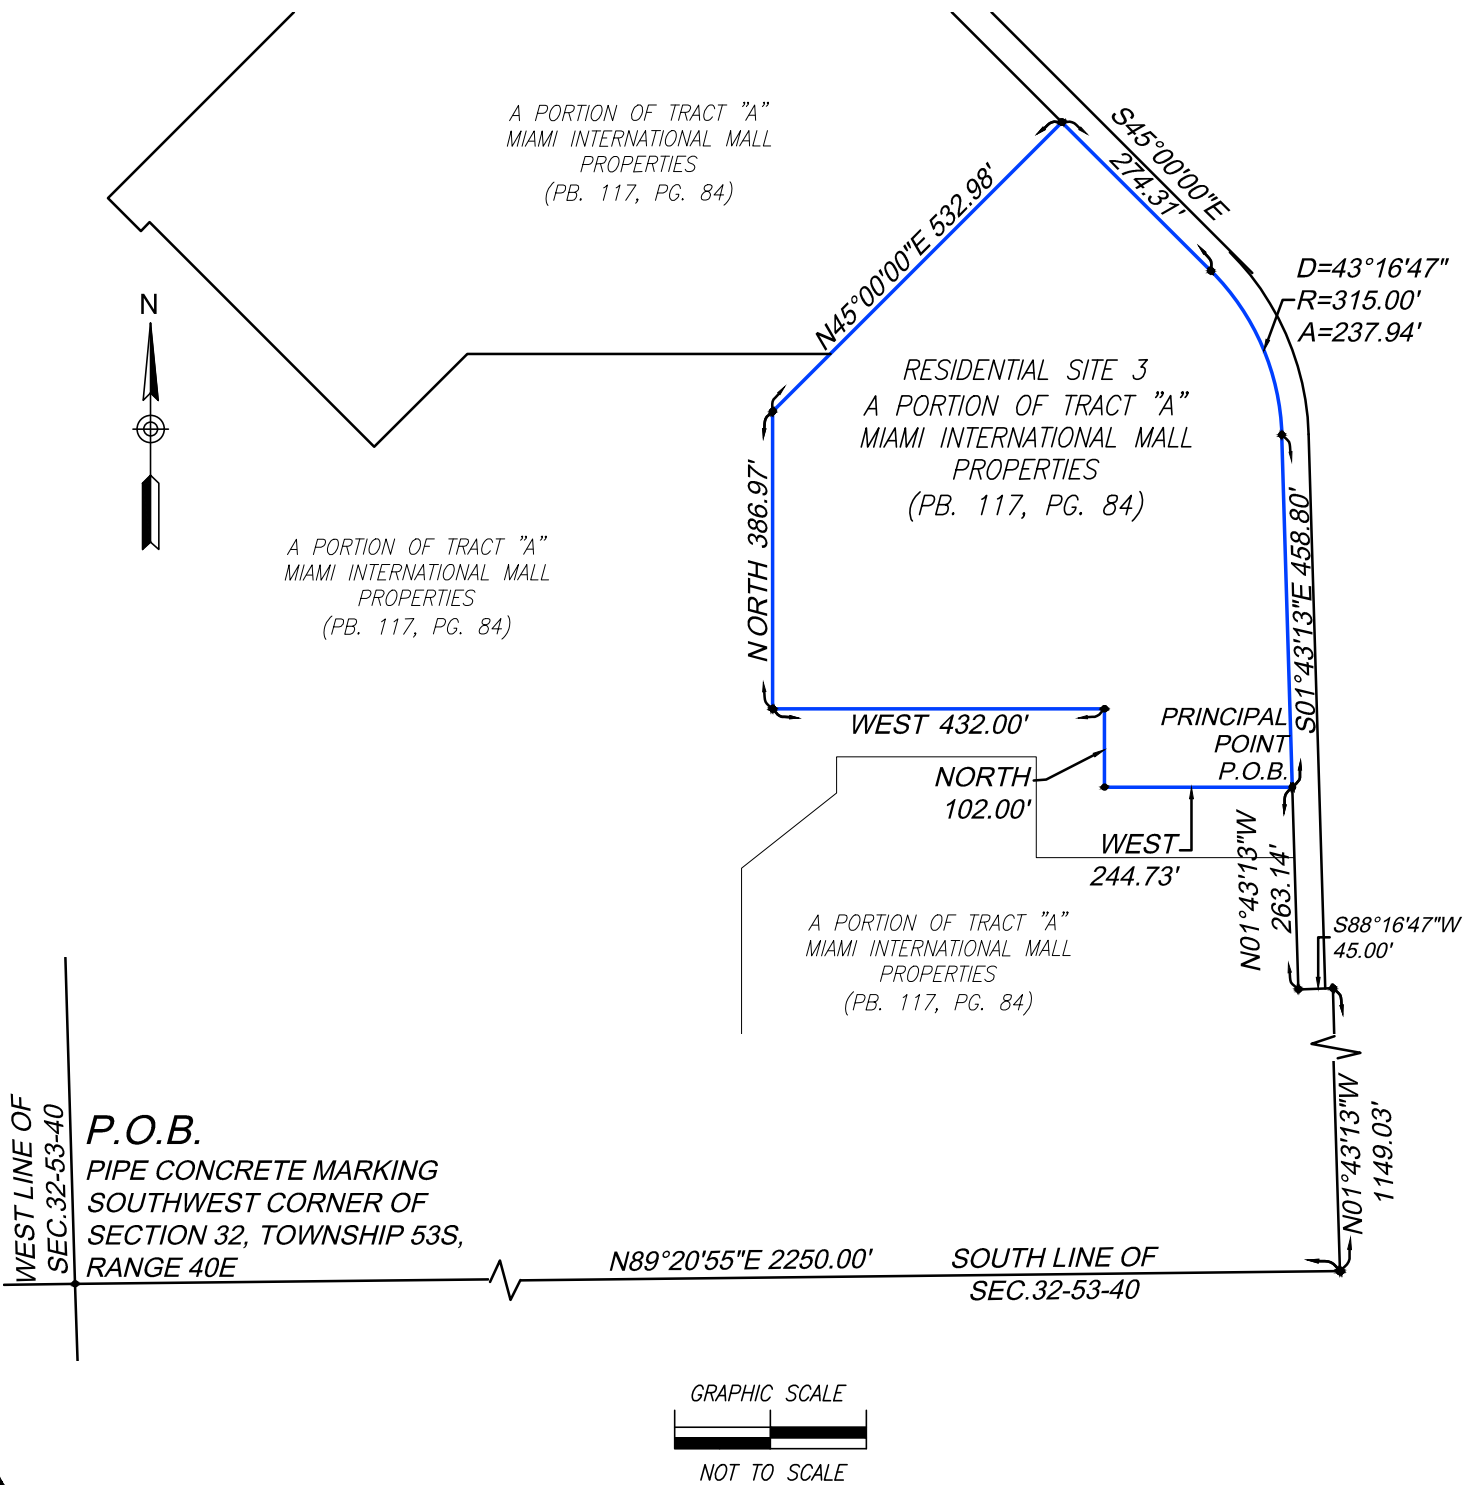 A PORTION OF TRACT "A"
MIAMI INTERNATIONAL MALL
PROPERTIES
(PB. 117, PG. 84)
S45°00'00"E
274.31'
N45°00'00"E 532.98'
D=43°16'47"
R=315.00'
A=237.94'
N
RESIDENTIAL SITE 3
A PORTION OF TRACT "A"
MIAMI INTERNATIONAL MALL
PROPERTIES
(PB. 117, PG. 84)
NORTH 386.97'
S01°43'13"E 458.80'
A PORTION OF TRACT "A"
MIAMI INTERNATIONAL MALL
PROPERTIES
(PB. 117, PG. 84)
WEST 432.00'
PRINCIPAL
POINT
P.O.B.
NORTH
102.00'
WEST
244.73'
N01°43'13"W
263.14'
A PORTION OF TRACT "A"
MIAMI INTERNATIONAL MALL
PROPERTIES
(PB. 117, PG. 84)
S88°16'47"W
45.00'
WEST LINE OF
SEC.32-53-40
P.O.B.
PIPE CONCRETE MARKING
SOUTHWEST CORNER OF
SECTION 32, TOWNSHIP 53S,
RANGE 40E
N01°43'13"W
1149.03'
N89°20'55"E 2250.00'
SOUTH LINE OF
SEC.32-53-40
GRAPHIC SCALE
NOT TO SCALE